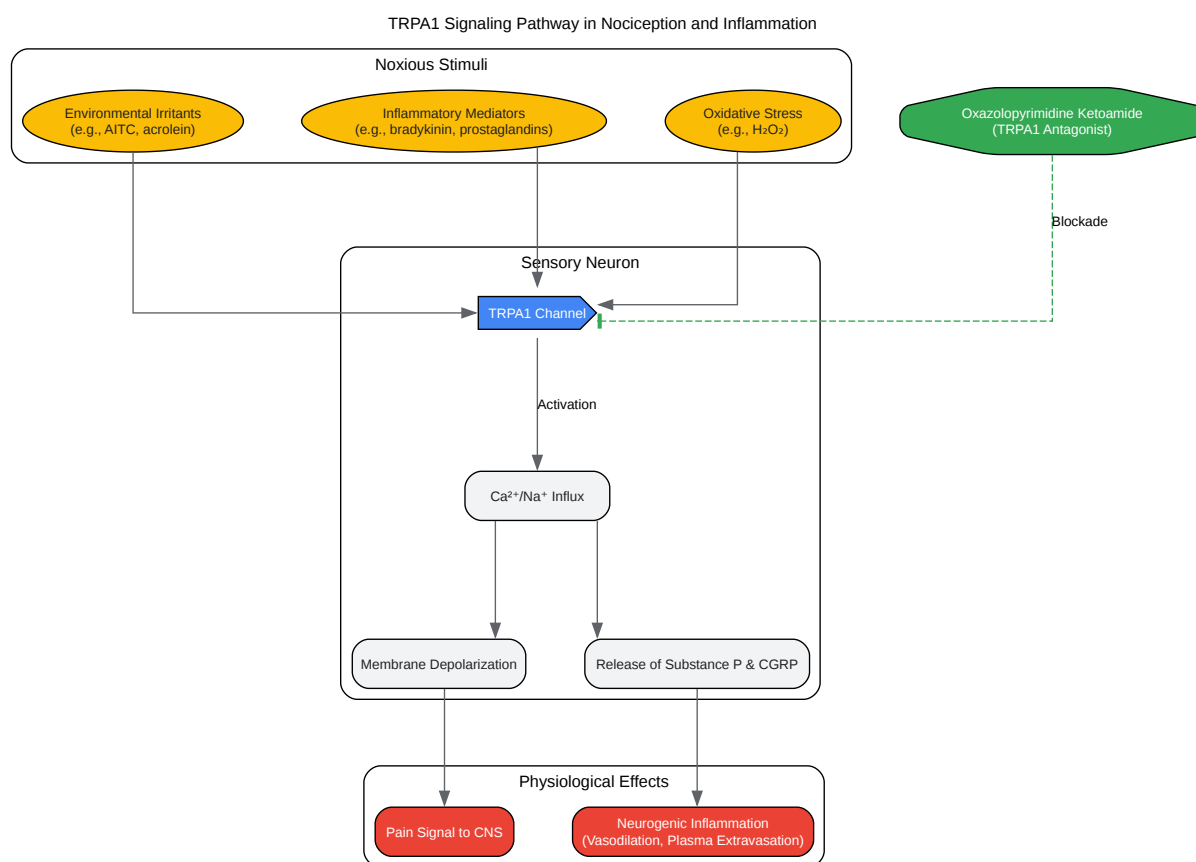 TRPA1 Signaling Pathway in Nociception and Inflammation
Noxious Stimuli
Environmental Irritants
(e.g., AITC, acrolein)
Inflammatory Mediators
(e.g., bradykinin, prostaglandins)
Oxidative Stress
(e.g., H₂O₂)
Oxazolopyrimidine Ketoamide
(TRPA1 Antagonist)
Blockade
Sensory Neuron
TRPA1 Channel
Activation
Ca²⁺/Na⁺ Influx
Membrane Depolarization
Release of Substance P & CGRP
Physiological Effects
Pain Signal to CNS
Neurogenic Inflammation
(Vasodilation, Plasma Extravasation)